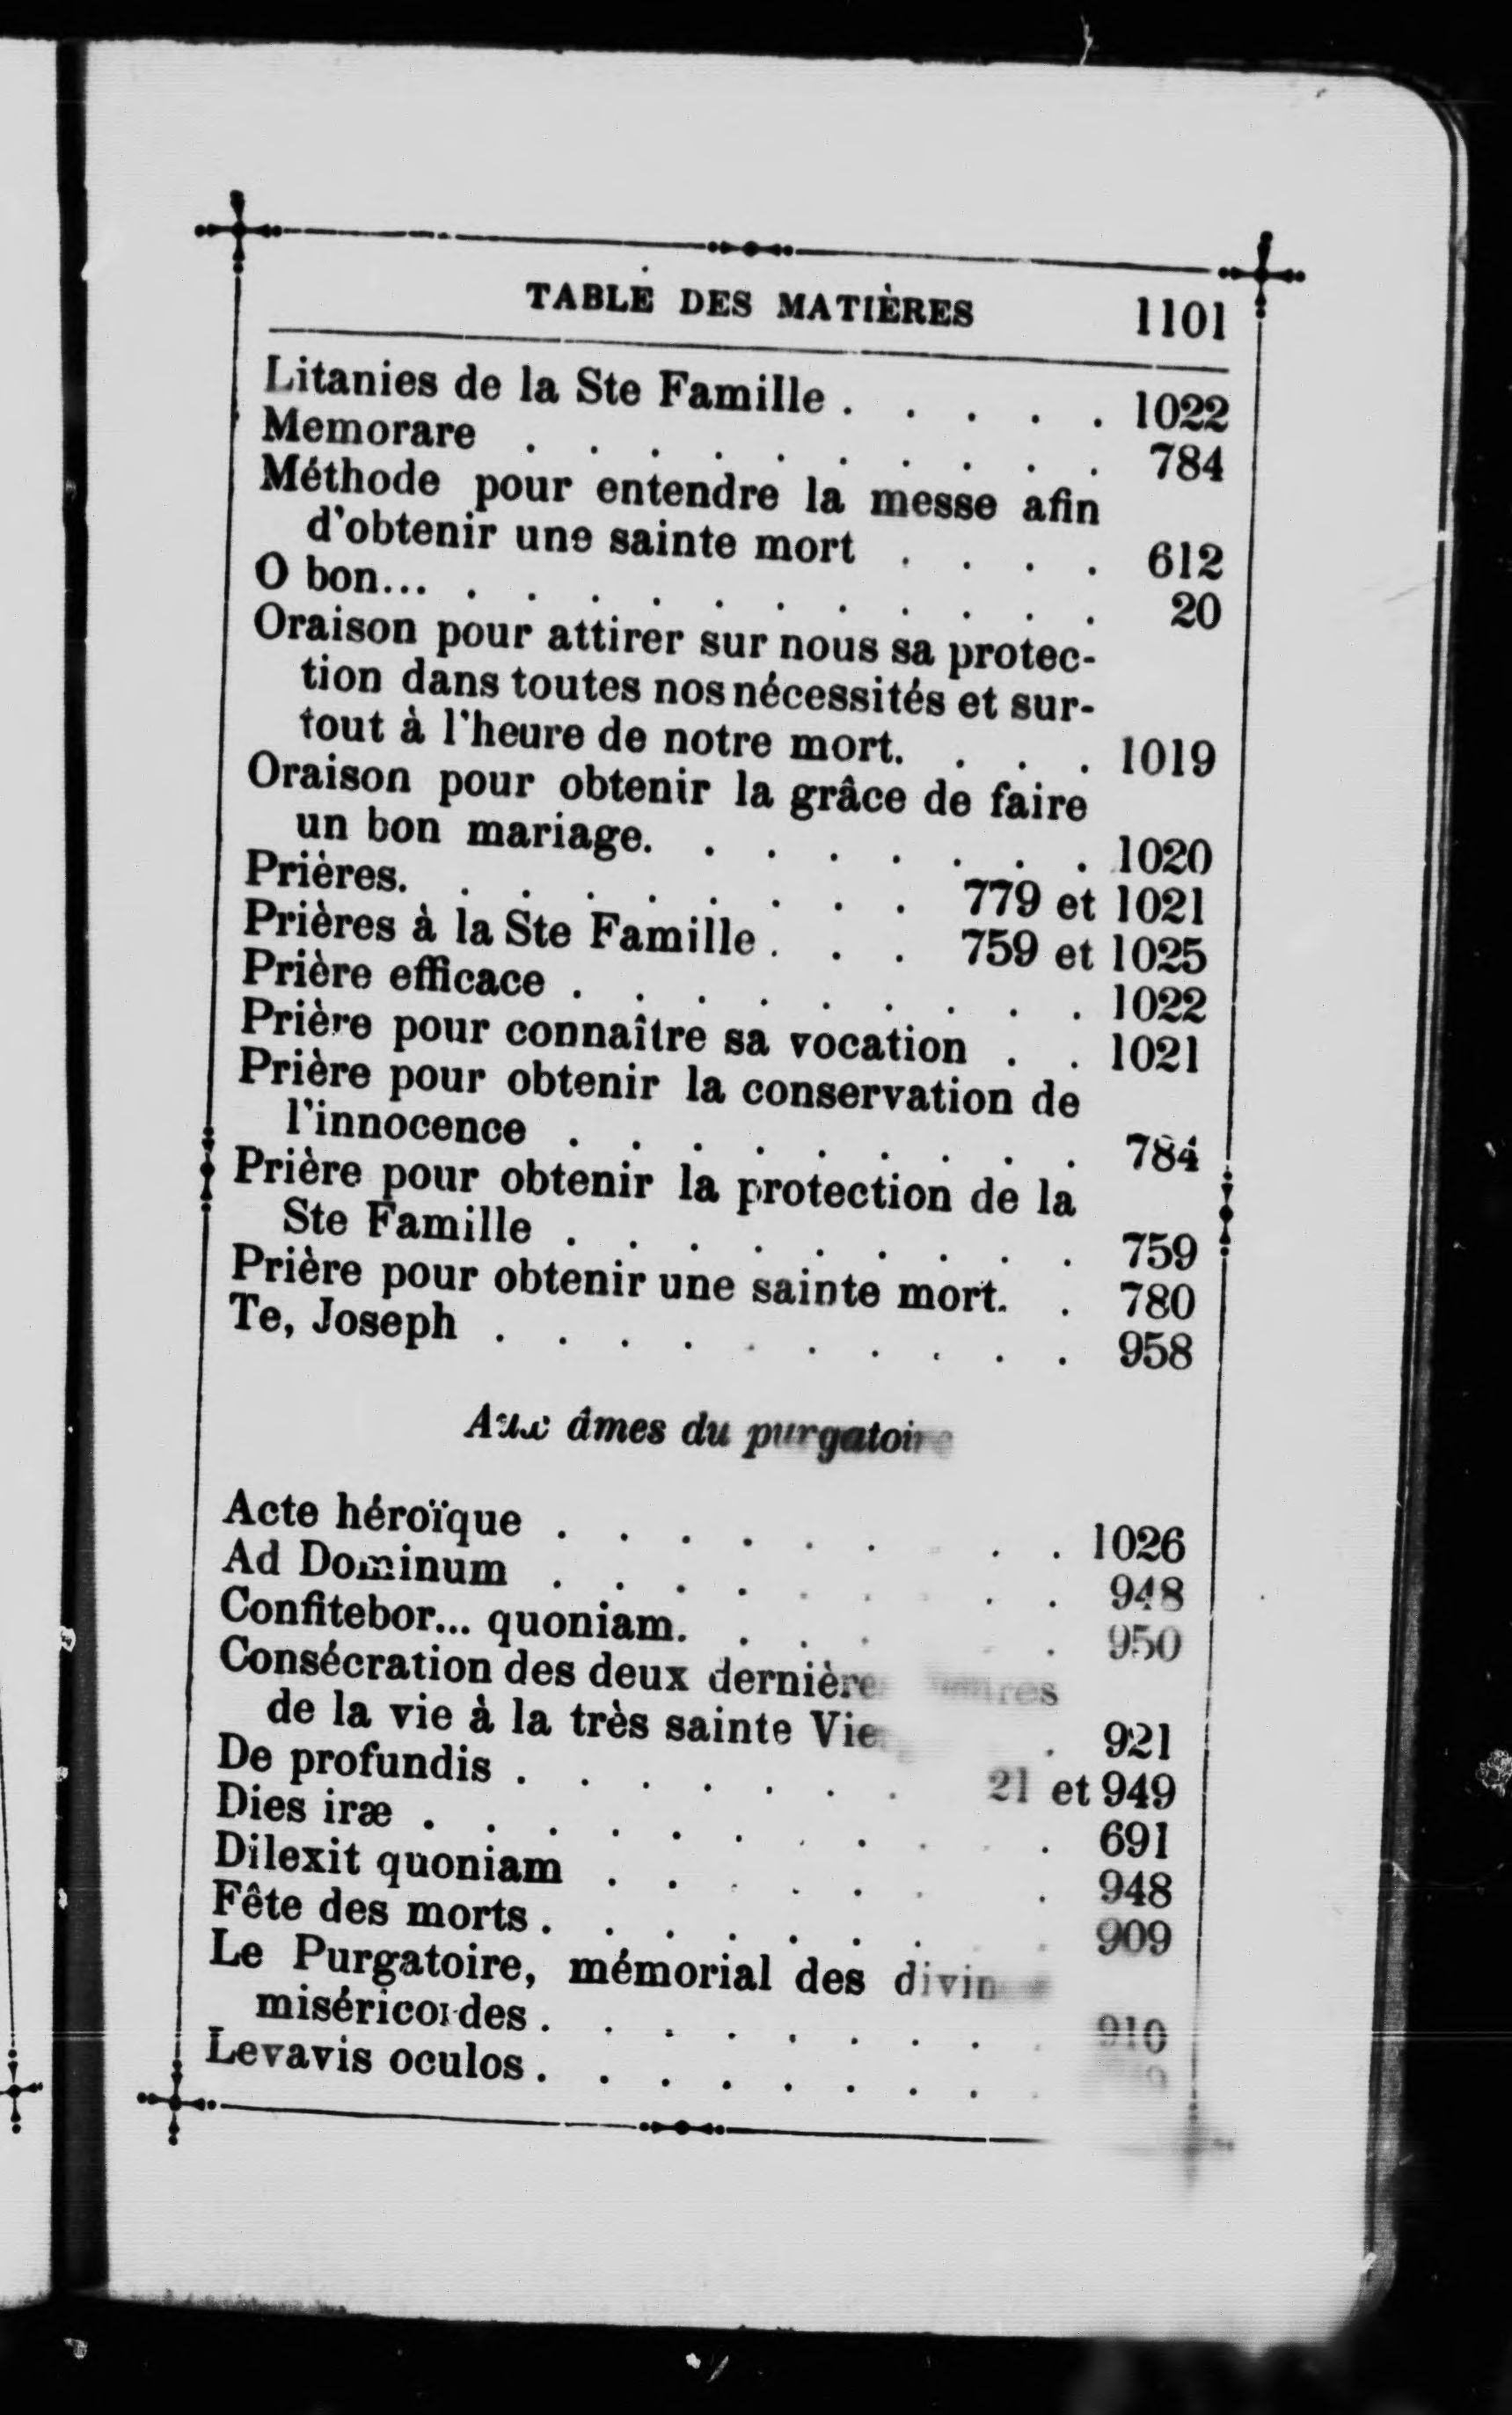 TABLE DES MATIÈRES 1101
Litanies de la Ste Famille . . . . . 1022
Memorare . . . . . . . . . . 784
Méthode pour entendre la messe afin
d'obtenir une sainte mort . . . . 612
O bon... . . . . . . . . . . . 20
Oraison pour attirer sur nous sa protec-
tion dans toutes nos nécessités et sur-
tout à l'heure de notre mort. . . . 1019
Oraison pour obtenir la grâce de faire
un bon mariage. . . . . . . . 1020
Prières. . . . . . . . . 779 et 1021
Prières à la Ste Famille . . . 759 et 1025
Prière efficace . . . . . . . . . 1022
Prière pour connaître sa vocation . . 1021
Prière pour obtenir la conservation de
l'innocence . . . . . . . . . 784
Prière pour obtenir la protection de la
Ste Famille . . . . . . . . . 759
Prière pour obtenir une sainte mort. . 780
Te, Joseph . . . . . . . . . . 958
Aux âmes du purgatoire
Acte héroïque . . . . . . . . 1026
Ad Dominum . . . . . . . . 948
Confitebor... quoniam. . . . . 950
Consécration des deux dernière
de la vie à la très sainte Vie . 921
De profundis . . . . . . . 21 et 949
Dies iræ . . . . . . . . . . 691
Dilexit quoniam . . . . . . . 948
Fête des morts . . . . . . . . 909
Le Purgatoire, mémorial des divin
miséricordes . . . . . . . . 910
Levavis oculos . . . . . . . .